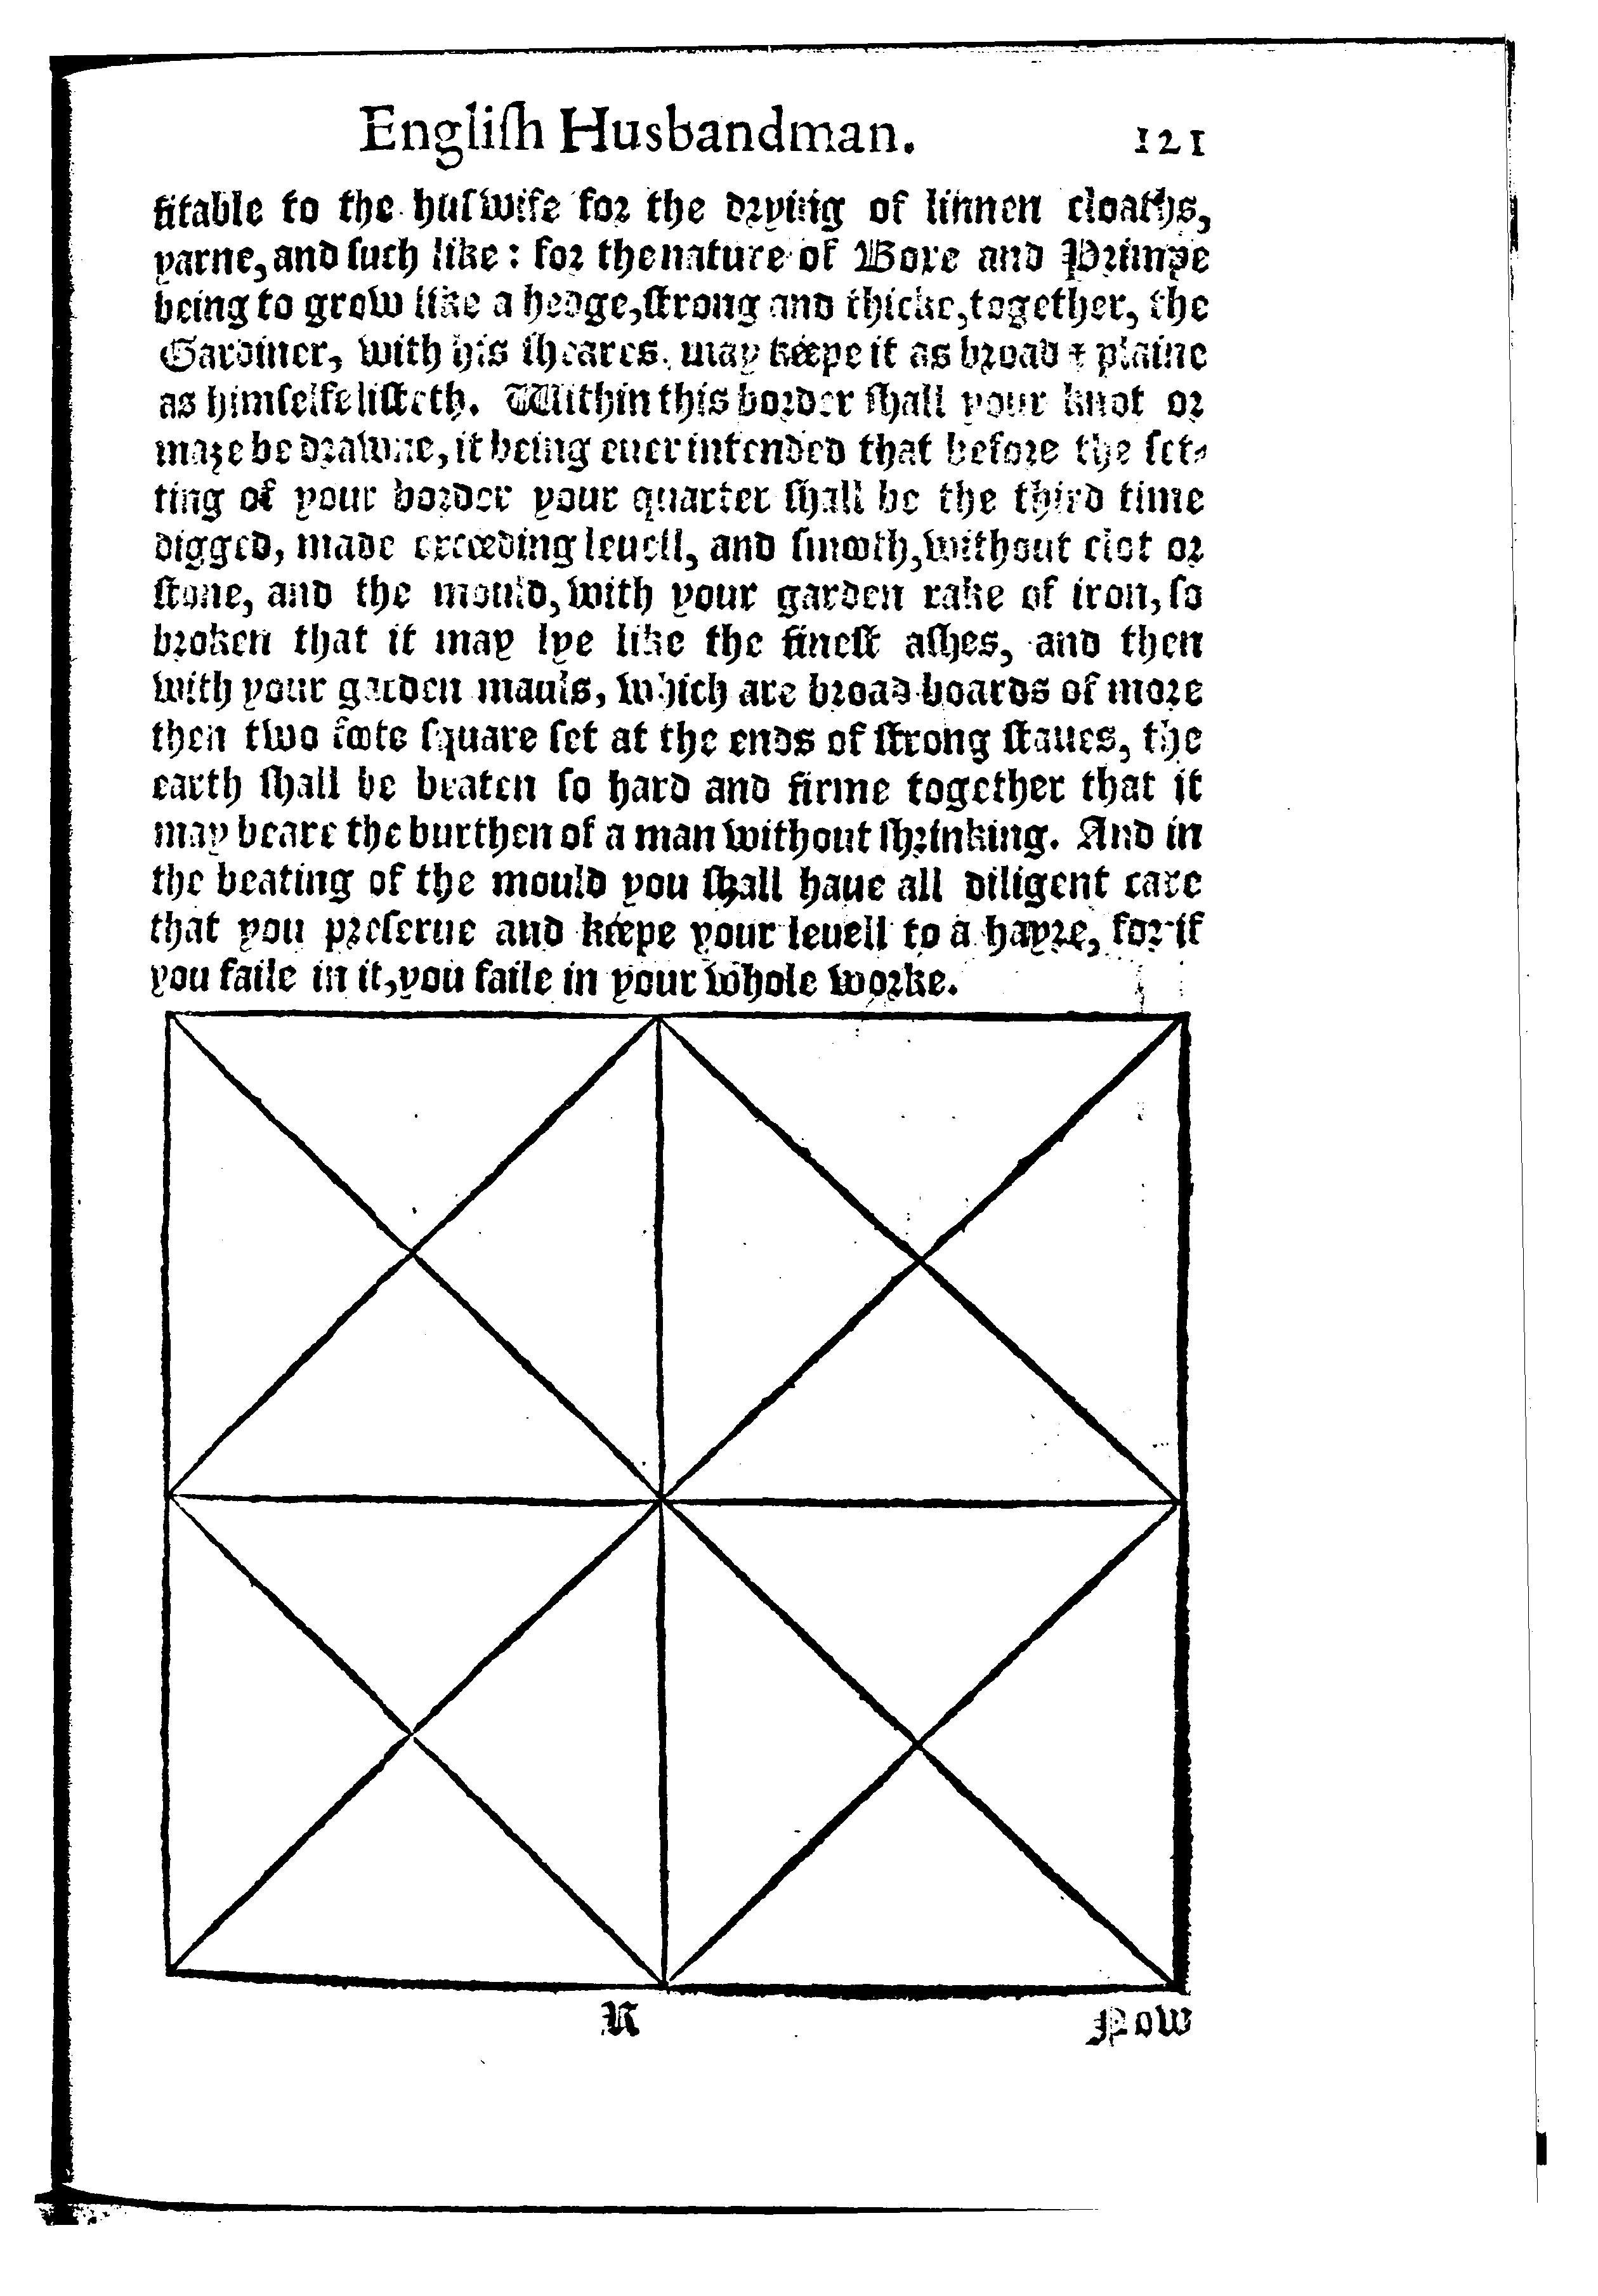 Engliſh Husbandman. 121
fitable to the huſwife for the drying of linnen cloaths,
yarne, and ſuch like: for the nature of Boxe and Primpe
being to grow like a hedge, ſtrong and thicke, together, the
Gardiner, with his ſheares, may kéepe it as broad & plaine
as himſelfe liſteth. Within this border ſhall your knot or
maze be drawne, it being euer intended that before the ſet-
ting of your border your quarter ſhall be the third time
digged, made excéeding leuell, and ſmooth, without clot or
ſtone, and the mould, with your garden rake of iron, ſo
broken that it may lye like the fineſt aſhes, and then
with your garden mauls, which are broad-boards of more
then two foote ſquare ſet at the ends of ſtrong ſtaues, the
earth ſhall be beaten ſo hard and firme together that it
may beare the burthen of a man without ſhrinking. And in
the beating of the mould you ſhall haue all diligent care
that you preſerue and kéepe your leuell to a hayre, for if
you faile in it, you faile in your whole worke.
R Now